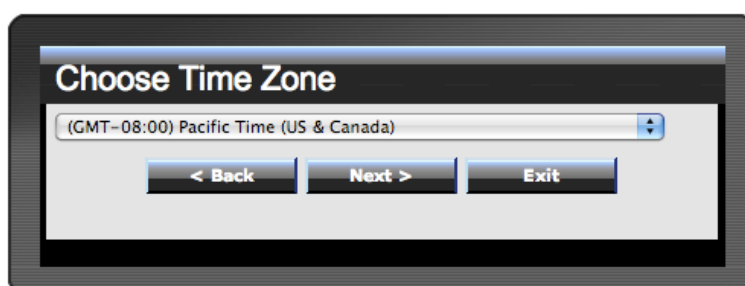 Choose Time Zone
(GMT-08:00) Pacific Time (US & Canada)
< Back Next > Exit